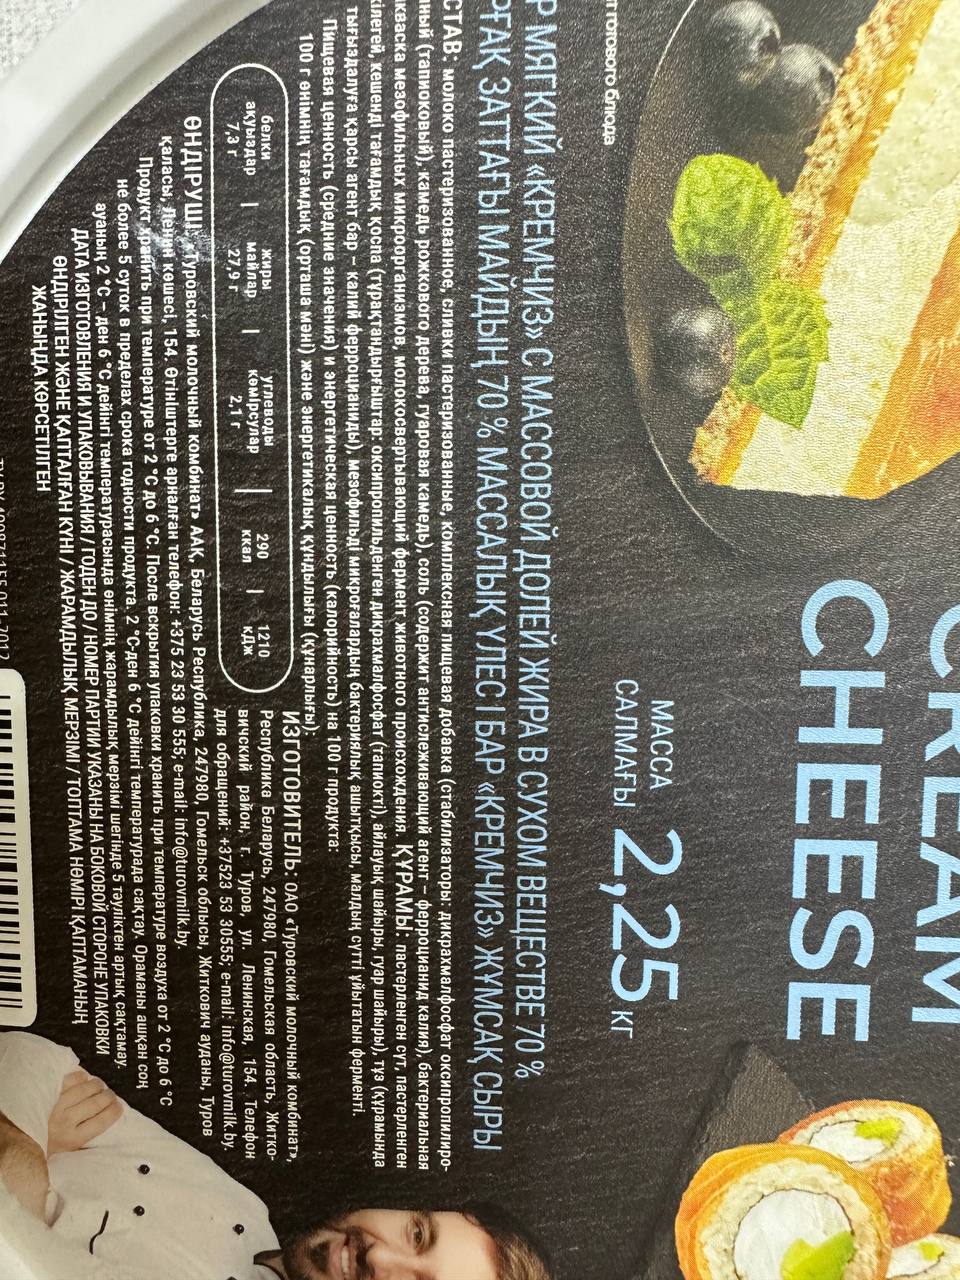 CREAM
CHEESE
МАССА
САЛМАҒЫ 2,25 КГ
готового блюда
Р МЯГКИЙ «КРЕМЧИЗ» С МАССОВОЙ ДОЛЕЙ ЖИРА В СУХОМ ВЕЩЕСТВЕ 70 %
РҒАҚ ЗАТТАҒЫ МАЙДЫҢ 70 % МАССАЛЫҚ ҮЛЕСІ БАР «КРЕМЧИЗ» ЖҰМСАҚ СЫРЫ
СТАВ: молоко пастеризованное, сливки пастеризованные, комплексная пищевая добавка (стабилизаторы: дикрахмалфосфат оксипропилиро-
ный (тапиоковый), камедь рожкового дерева, гуаровая камедь), соль (содержит антислеживающий агент – ферроцианид калия), бактериальная
кваска мезофильных микроорганизмов, молокосвертывающий фермент животного происхождения. ҚҰРАМЫ: пастерленген сүт, пастерленген
кілегей, кешенді тағамдық қоспа (тұрақтандырғыштар: оксипропильденген дикрахмалфосфат (тапиокті), айлауық шайыры, гуар шайыры), тұз (құрамында
тығыздалуға қарсы агент бар – калий ферроцианиды), мезофильді микроағзалардың бактериялық ашытқысы, малдың сүтті ұйытатын ферменті.
Пищевая ценность (средние значения) и энергетическая ценность (калорийность) на 100 г продукта:
100 г өнімнің тағамдық (орташа мәні) және энергетикалық құндылығы (құнарлығы):
белки жиры углеводы 290 1210
ақуыздар | майлар | көмірсулар | ккал | кДж
7,3 г 27,9 г 2,1 г
ИЗГОТОВИТЕЛЬ: ОАО «Туровский молочный комбинат»,
Республика Беларусь, 247980, Гомельская область, Житко-
вичский район, г. Туров, ул. Ленинская, 154. Телефон
для обращений: +37523 53 30555; e-mail: info@turovmilk.by.
ӨНДІРУШІ: «Туровский молочный комбинат» ААҚ, Беларусь Республика, 247980, Гомельск облысы, Житкович ауданы, Туров
қаласы, Ленин көшесі, 154. Өтініштерге арналған телефон: +375 23 53 30 555; e-mail: info@turovmilk.by.
Продукт хранить при температуре от 2 °С до 6 °С. После вскрытия упаковки хранить при температуре воздуха от 2 °С до 6 °С
не более 5 суток в пределах срока годности продукта. 2 °С-ден 6 °С дейінгі температурада сақтау. Ораманы ашқан соң
ауаның 2 °С – ден 6 °С дейінгі температурасында өнімнің жарамдылық мерзімі шегінде 5 тәуліктен артық сақтамау.
ДАТА ИЗГОТОВЛЕНИЯ И УПАКОВЫВАНИЯ / ГОДЕН ДО / НОМЕР ПАРТИИ УКАЗАНЫ НА БОКОВОЙ СТОРОНЕ УПАКОВКИ
ӨНДІРІЛГЕН ЖӘНЕ ҚАПТАЛҒАН КҮНІ / ЖАРАМДЫЛЫҚ МЕРЗІМІ / ТОПТАМА НӨМІРІ ҚАПТАМАНЫҢ
ЖАНЫНДА КӨРСЕТІЛГЕН